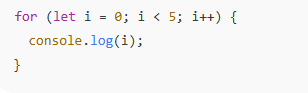 for (let i = 0; i < 5; i++) {
  console.log(i);
}